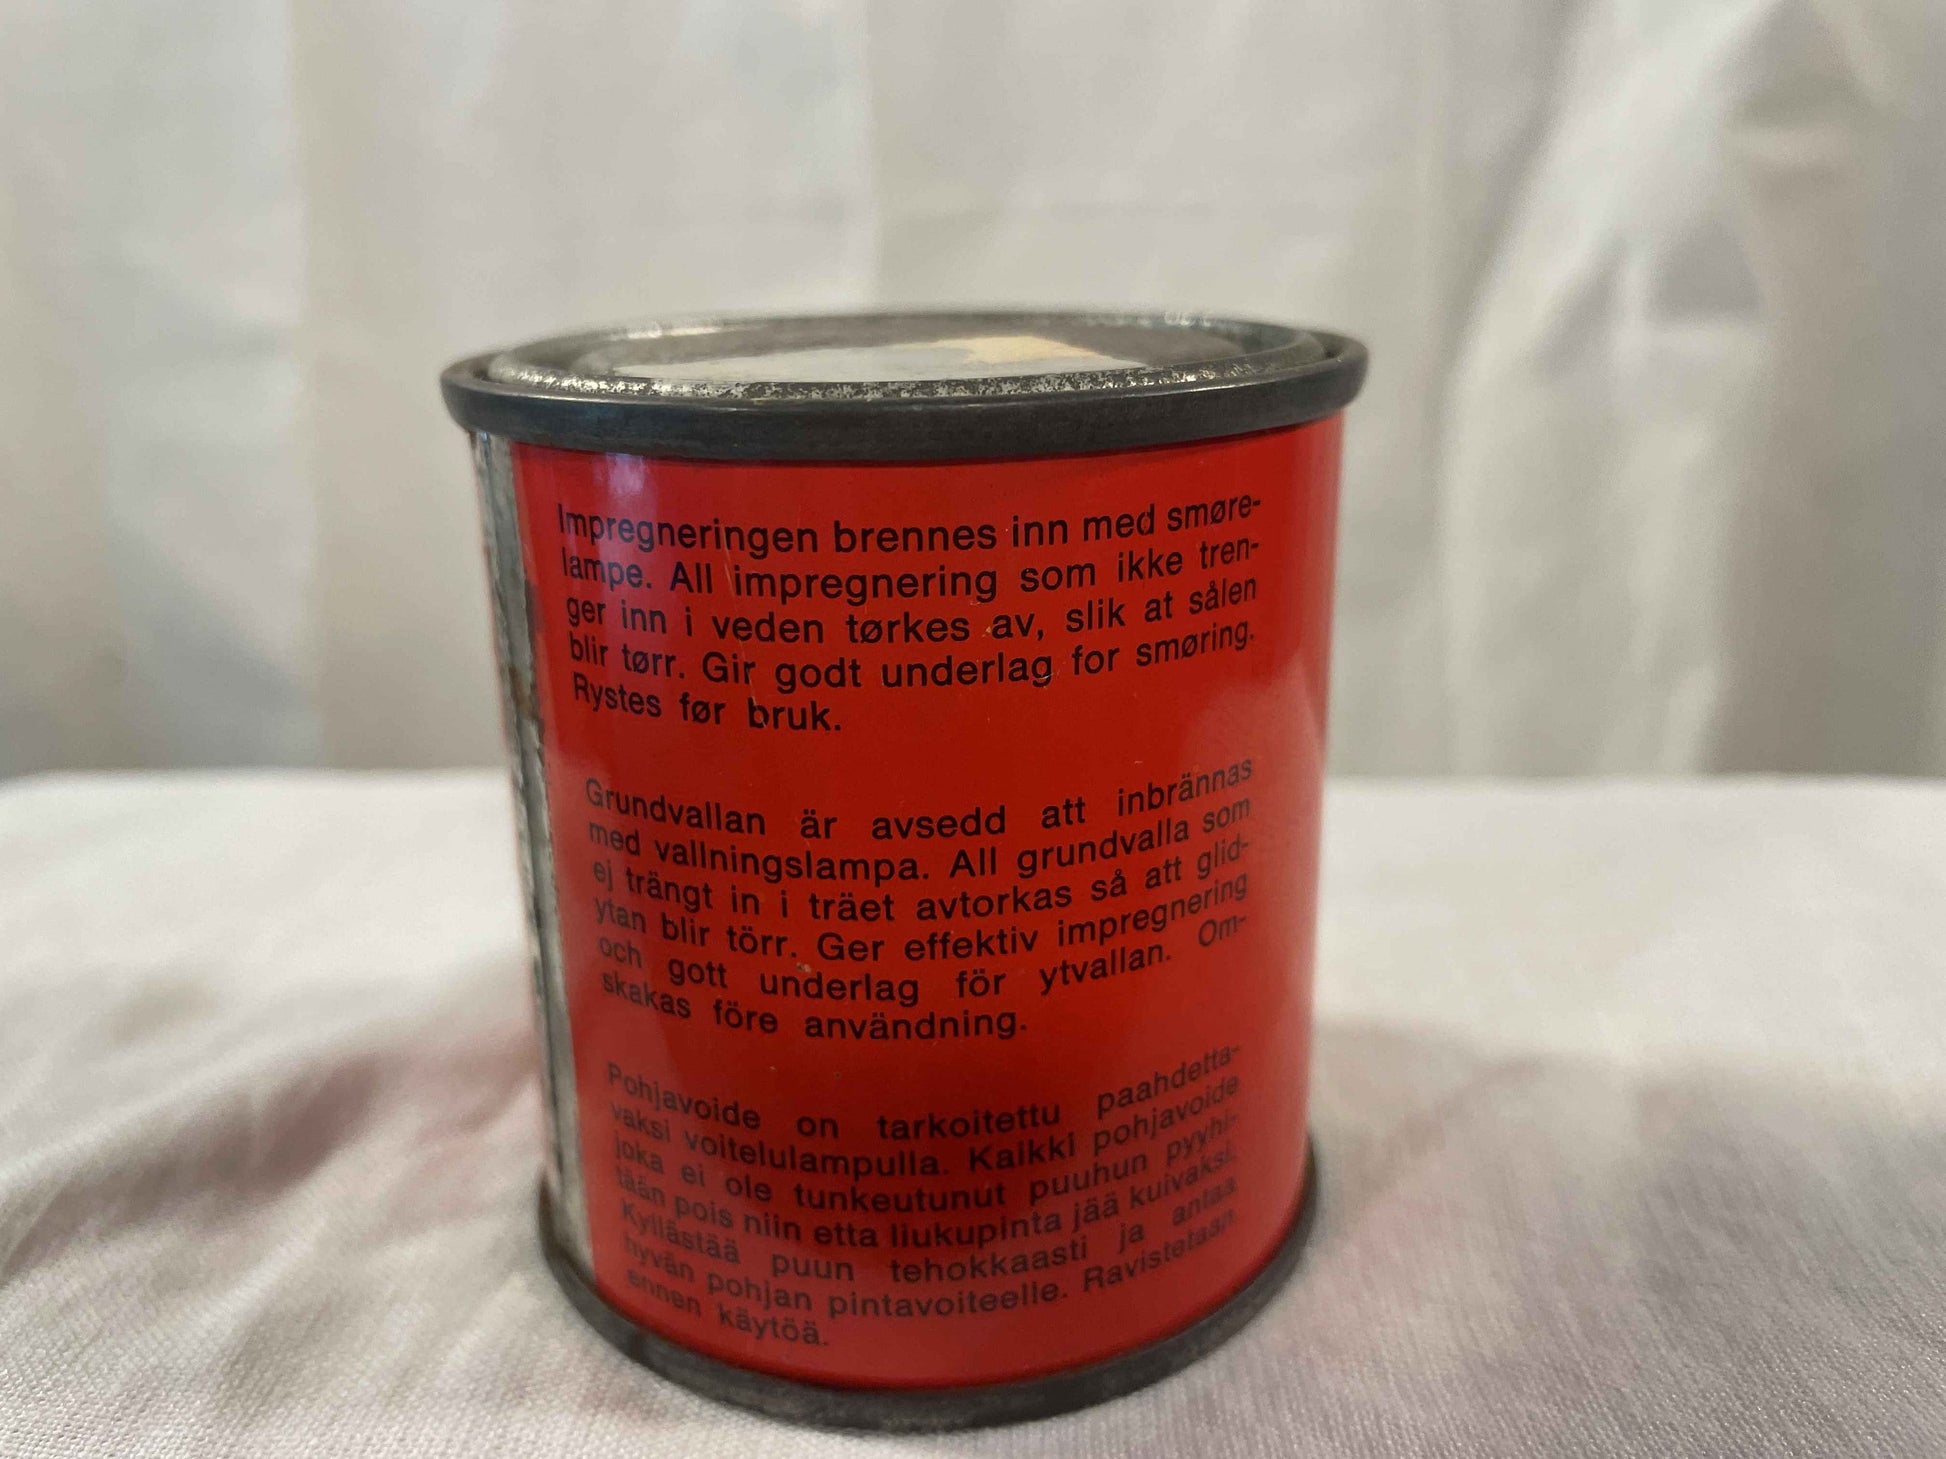 Impregneringen brennes inn med smøre-
lampe. All impregnering som ikke tren-
ger inn i veden tørkes av, slik at sålen
blir tørr. Gir godt underlag for smøring.
Rystes før bruk.
Grundvallan är avsedd att inbrännas
med vallningslampa. All grundvalla som
ej trängt in i träet avtorkas så att glid-
ytan blir törr. Ger effektiv impregnering
och gott underlag för ytvallan. Om-
skakas före användning.
Pohjavoide on tarkoitettu paahdetta-
vaksi voitelulampulla. Kaikki pohjavoide
joka ei ole tunkeutunut puuhun pyyhi-
tään pois niin etta liukupinta jää kuivaksi.
Kyllästää puun tehokkaasti ja antaa
hyvän pohjan pintavoiteelle. Ravistetaan
ennen käytöä.